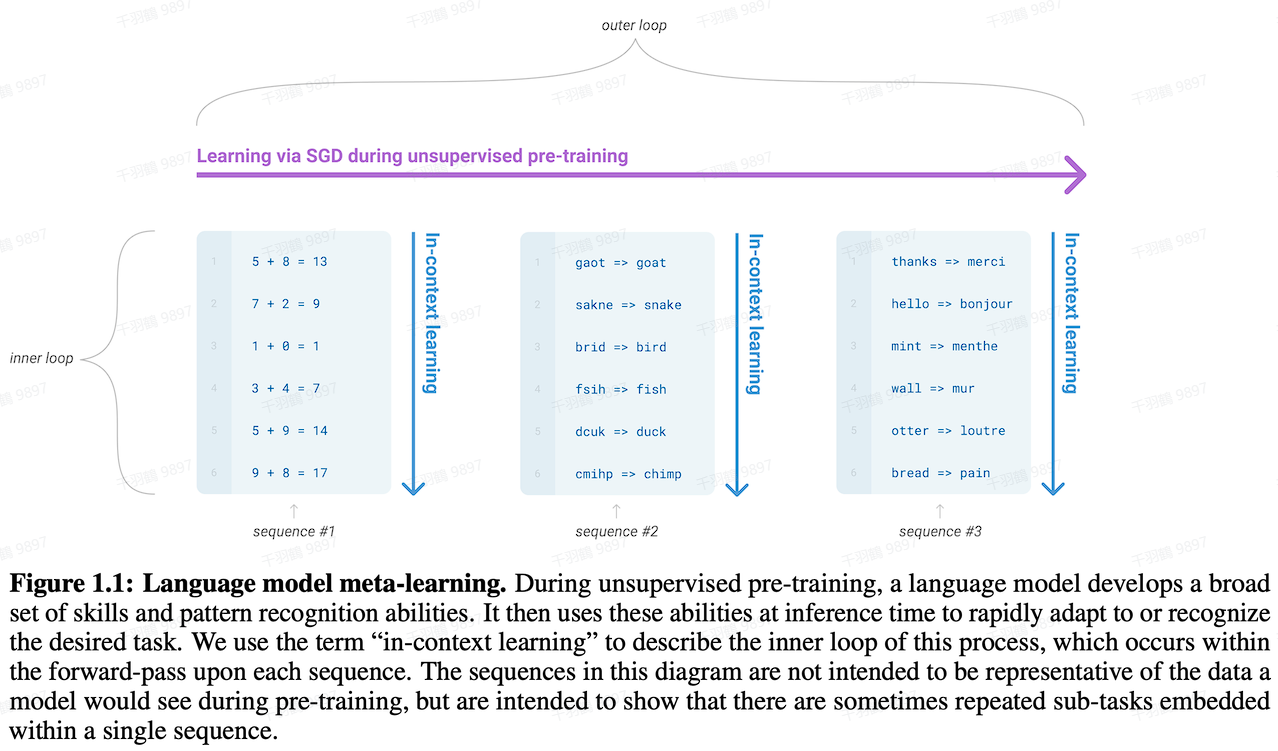 outer loop
Learning via SGD during unsupervised pre-training
inner loop
1 5 + 8 = 13
2 7 + 2 = 9
3 1 + 0 = 1
4 3 + 4 = 7
5 5 + 9 = 14
6 9 + 8 = 17
In-context learning
sequence #1
1 gaot => goat
2 sakne => snake
3 brid => bird
4 fsih => fish
5 dcuk => duck
6 cmihp => chimp
In-context learning
sequence #2
1 thanks => merci
2 hello => bonjour
3 mint => menthe
4 wall => mur
5 otter => loutre
6 bread => pain
In-context learning
sequence #3
Figure 1.1: Language model meta-learning. During unsupervised pre-training, a language model develops a broad
set of skills and pattern recognition abilities. It then uses these abilities at inference time to rapidly adapt to or recognize
the desired task. We use the term “in-context learning” to describe the inner loop of this process, which occurs within
the forward-pass upon each sequence. The sequences in this diagram are not intended to be representative of the data a
model would see during pre-training, but are intended to show that there are sometimes repeated sub-tasks embedded
within a single sequence.
千羽鶴 9897